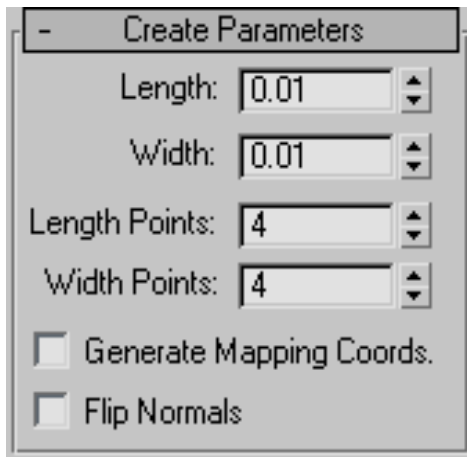 - Create Parameters
Length: 0.01
Width: 0.01
Length Points: 4
Width Points: 4
Generate Mapping Coords.
Flip Normals